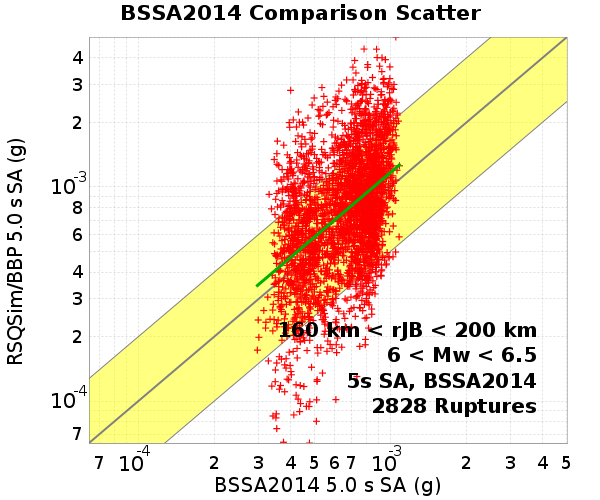 BSSA2014 Comparison Scatter
RSQSim/BBP 5.0 s SA (g)
4
3
2
10-3
8
6
4
3
2
10-4
7
160 km < rJB < 200 km
6 < Mw < 6.5
5s SA, BSSA2014
2828 Ruptures
7 10-4 2 3 4 5 6 7 10-3 2 3 4 5
BSSA2014 5.0 s SA (g)